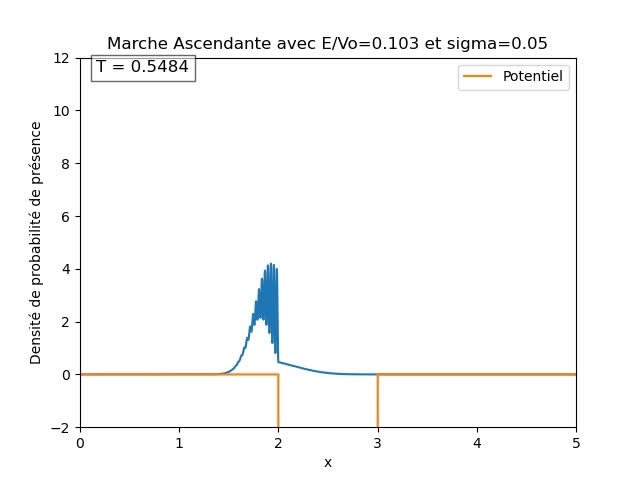 Marche Ascendante avec E/Vo=0.103 et sigma=0.05
T = 0.5484
Potentiel
Densité de probabilité de présence
12
10
8
6
4
2
0
−2
0 1 2 3 4 5
x